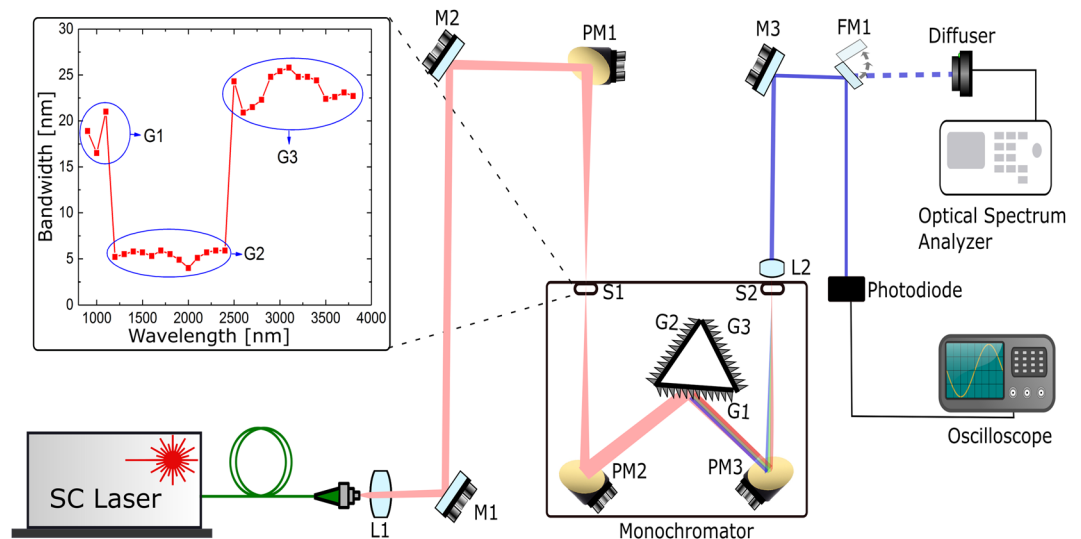 M2
PM1
M3
FM1
Diffuser
30
25
20
15
10
5
0
Bandwidth [nm]
G1
G3
G2
1000 1500 2000 2500 3000 3500 4000
Wavelength [nm]
Optical Spectrum
Analyzer
L2
S1
S2
Photodiode
G2
G3
G1
Oscilloscope
PM2
PM3
SC Laser
L1
M1
Monochromator